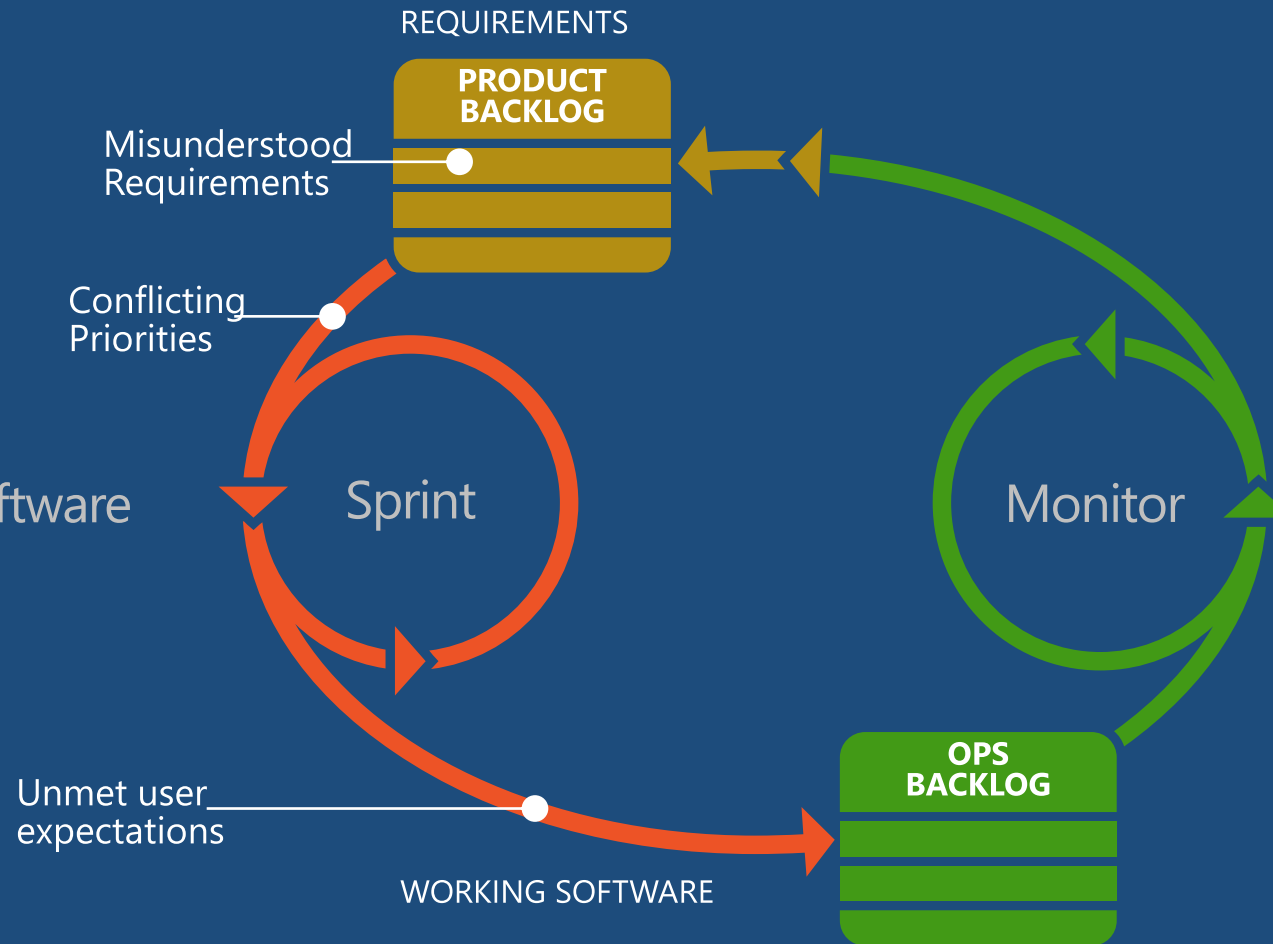 REQUIREMENTS
PRODUCT
BACKLOG
Misunderstood
Requirements
Conflicting
Priorities
ftware
Sprint
Monitor
OPS
BACKLOG
Unmet user
expectations
WORKING SOFTWARE